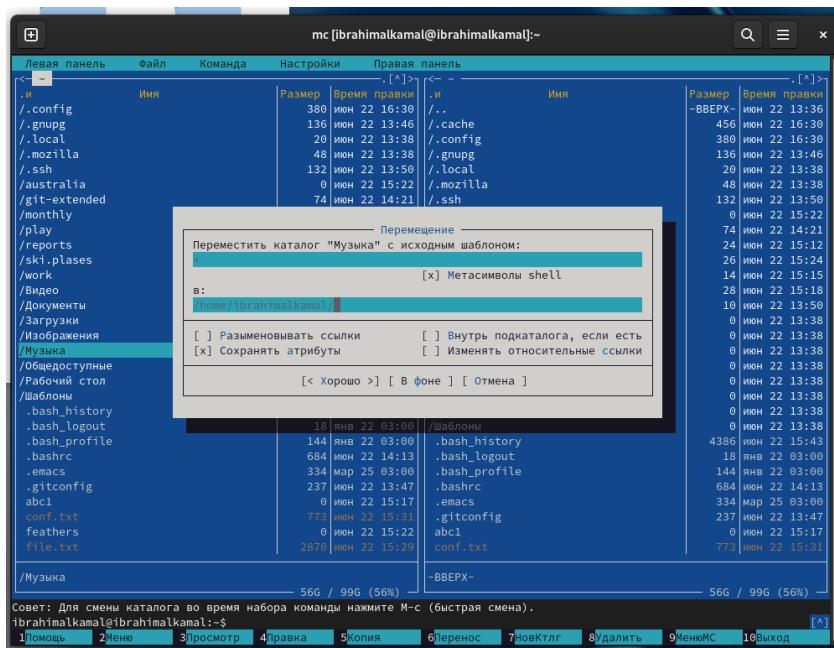 mc [ibrahimalkamal@ibrahimalkamal]:~
Левая панель Файл Команда Настройки Правая панель
<— ~ .[^]> <— ~ .[^]>
.и Имя Размер Время правки .и Имя Размер Время правки
/.config 380 июн 22 16:30 /.. -ВВЕРХ- июн 22 13:36
/.gnupg 136 июн 22 13:46 /.cache 456 июн 22 16:30
/.local 20 июн 22 13:38 /.config 380 июн 22 16:30
/.mozilla 48 июн 22 13:38 /.gnupg 136 июн 22 13:46
/.ssh 132 июн 22 13:50 /.local 20 июн 22 13:38
/australia 0 июн 22 15:22 /.mozilla 48 июн 22 13:38
/git-extended 74 июн 22 14:21 /.ssh 132 июн 22 13:50
/monthly 0 июн 22 15:22
/play 74 июн 22 14:21
/reports 24 июн 22 15:12
/ski.plases 26 июн 22 15:24
/work 14 июн 22 15:15
/Видео 28 июн 22 15:18
/Документы 10 июн 22 13:50
/Загрузки 0 июн 22 13:38
/Изображения 0 июн 22 13:38
/Музыка 0 июн 22 13:38
/Общедоступные 0 июн 22 13:38
/Рабочий стол 0 июн 22 13:38
/Шаблоны 0 июн 22 13:38
Перемещение
Переместить каталог "Музыка" с исходным шаблоном:
*
[x] Метасимволы shell
в:
/home/ibrahimalkamal/
[ ] Разыменовывать ссылки [ ] Внутрь подкаталога, если есть
[x] Сохранять атрибуты [ ] Изменять относительные ссылки
[< Хорошо >] [ В фоне ] [ Отмена ]
.bash_history 0 июн 22 13:38
.bash_logout 18 янв 22 03:00 /Шаблоны 0 июн 22 13:38
.bash_profile 144 янв 22 03:00 .bash_history 4386 июн 22 15:43
.bashrc 684 июн 22 14:13 .bash_logout 18 янв 22 03:00
.emacs 334 мар 25 03:00 .bash_profile 144 янв 22 03:00
.gitconfig 237 июн 22 13:47 .bashrc 684 июн 22 14:13
abc1 0 июн 22 15:17 .emacs 334 мар 25 03:00
conf.txt 773 июн 22 15:31 .gitconfig 237 июн 22 13:47
feathers 0 июн 22 15:22 abc1 0 июн 22 15:17
file.txt 2870 июн 22 15:29 conf.txt 773 июн 22 15:31
/Музыка -ВВЕРХ-
56G / 99G (56%) 56G / 99G (56%)
Совет: Для смены каталога во время набора команды нажмите M-c (быстрая смена).
ibrahimalkamal@ibrahimalkamal:~$ [^]
1Помощь 2Меню 3Просмотр 4Правка 5Копия 6Перенос 7НовКтлг 8Удалить 9МенюMC 10Выход